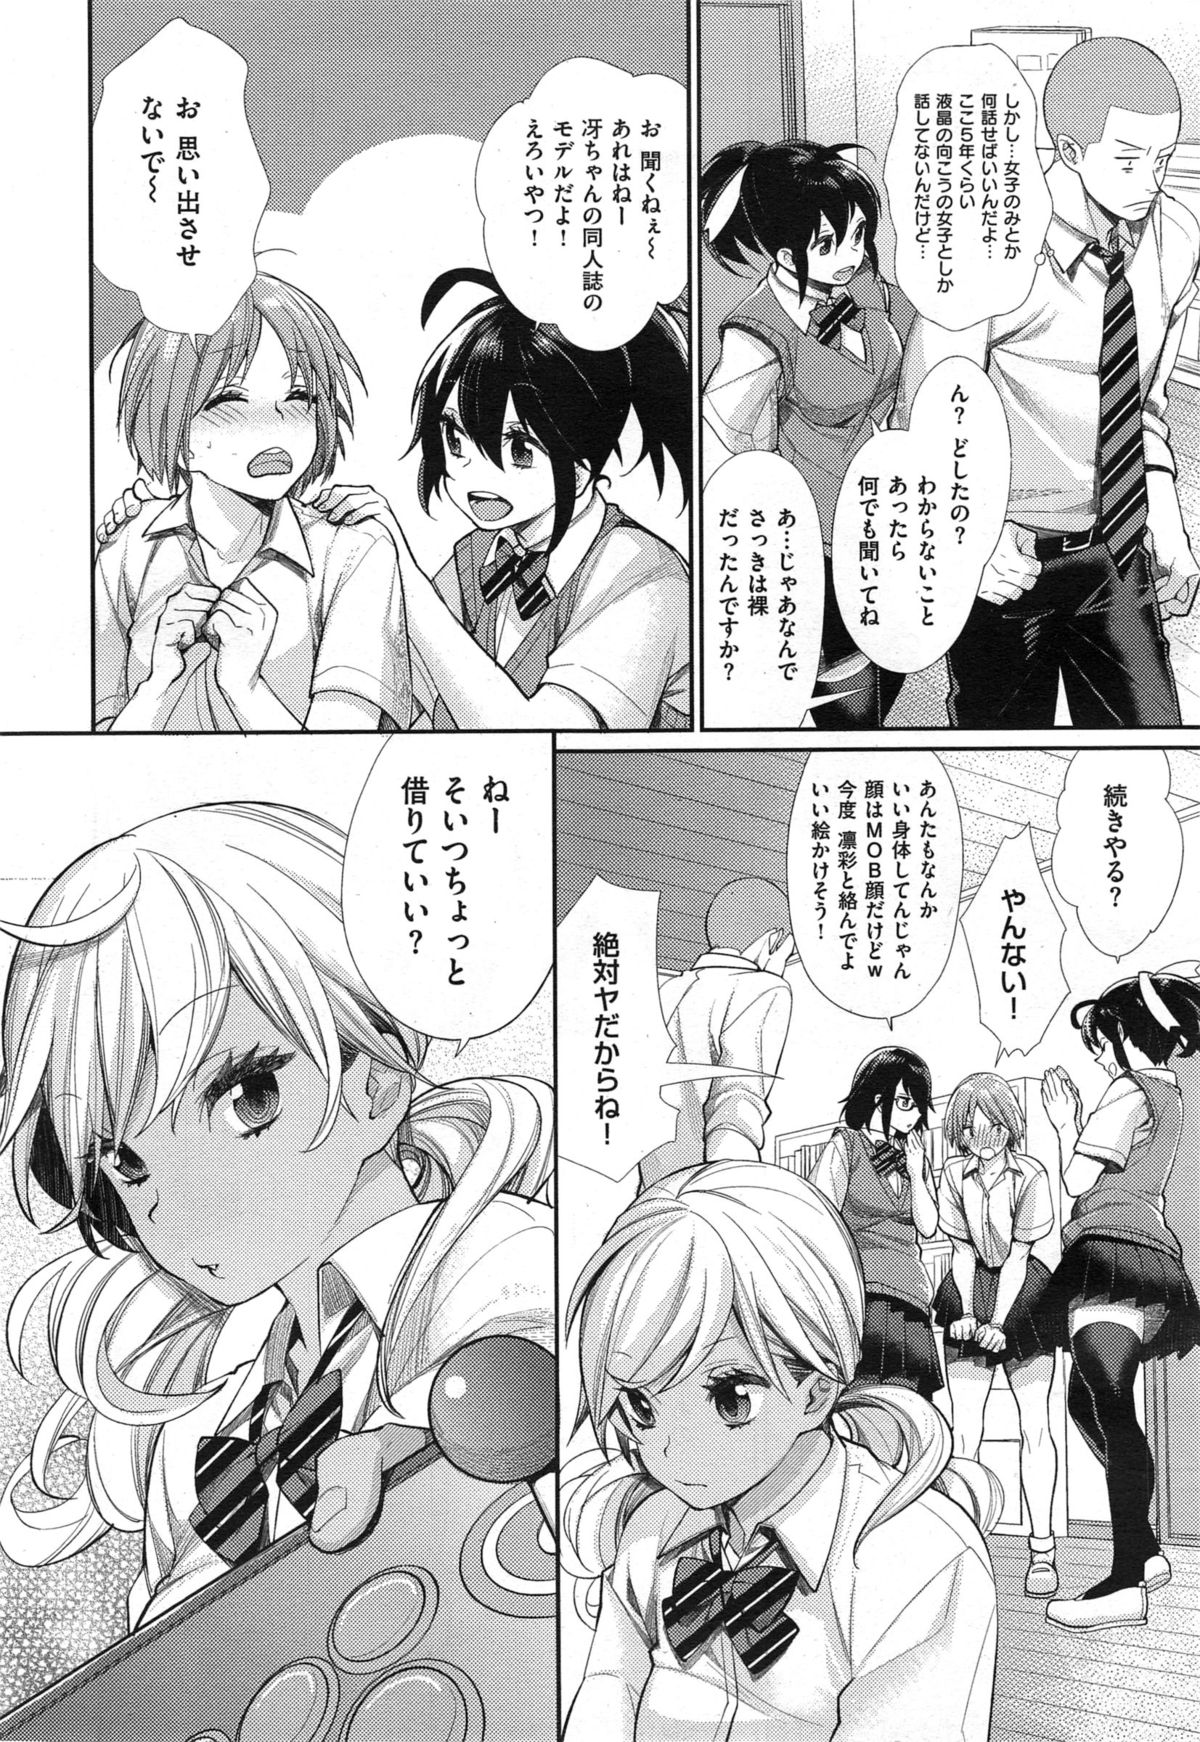 しかし…女子のみとか
何話せばいいんだよ…
ここ5年くらい
液晶の向こうの女子としか
話してないんだけど…
ん？どしたの？
わからないこと
あったら
何でも聞いてね
あ…じゃあなんで
さっきは裸
だったんですか？
お 聞くねぇ〜
あれはねー
冴ちゃんの同人誌の
モデルだよ！
えろいやつ！
お 思い出させ
ないで〜
続きやる？
やんない！
あんたもなんか
いい身体してんじゃん
顔はMOB顔だけどw
今度 凛彩と絡んでよ
いい絵かけそう！
絶対ヤだからね！
ねー
そいつちょっと
借りてい い？